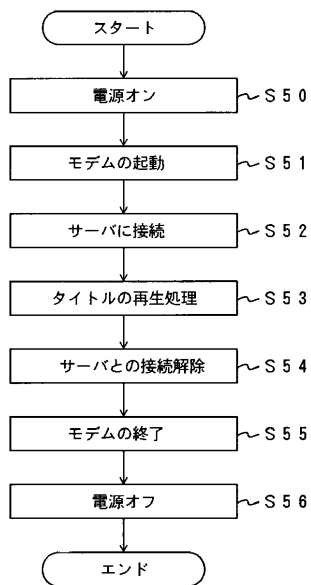 スタート
電源オン S50
モデムの起動 S51
サーバに接続 S52
タイトルの再生処理 S53
サーバとの接続解除 S54
モデムの終了 S55
電源オフ S56
エンド